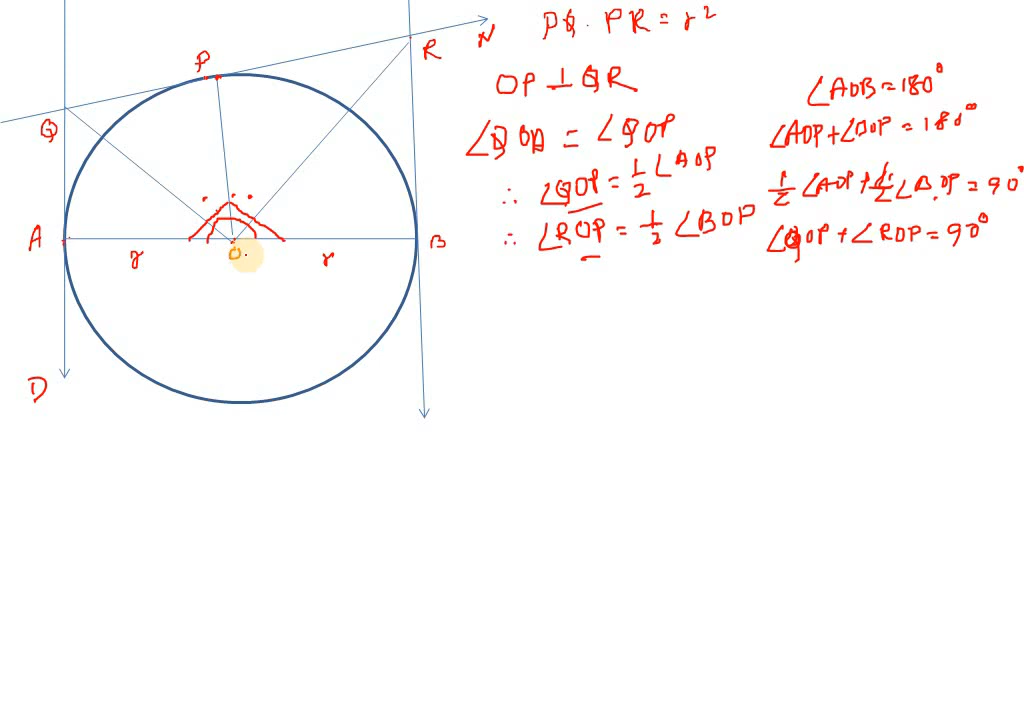 PQ . PR = r²
OP ⊥ QR
∠QOA = ∠QOP
∴ ∠QOP = 1/2 ∠AOP
∴ ∠ROP = 1/2 ∠BOP
∠AOB = 180°
∠AOP + ∠BOP = 180°
1/2 ∠AOP + 1/2 ∠BOP = 90°
∠QOP + ∠ROP = 90°
P
R
N
Q
A
r
O
r
B
D